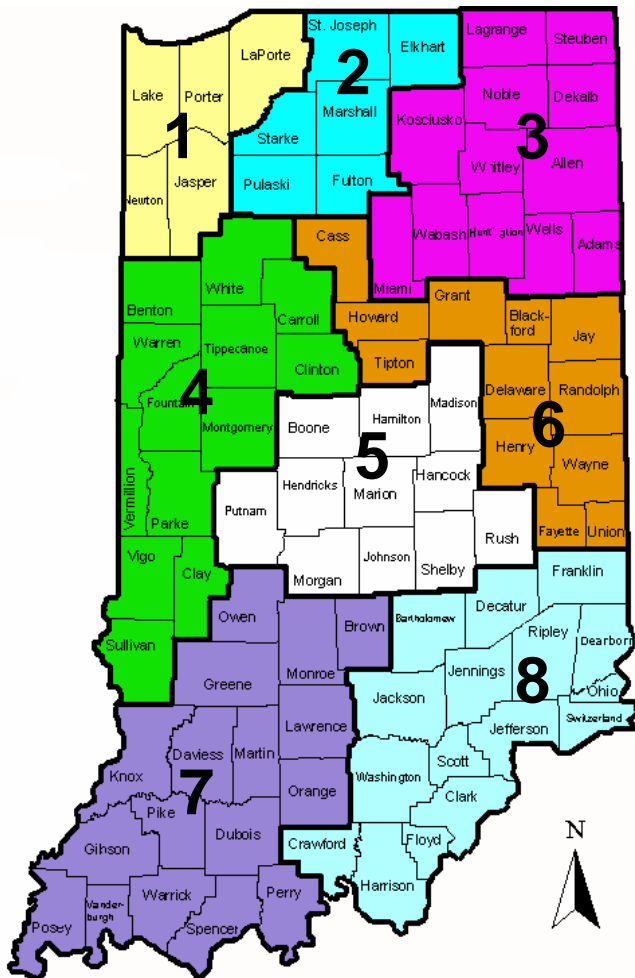 St. Joseph
Elkhart
Lagrange
Steuben
LaPorte
2
Lake
Porter
Noble
Dekalb
Marshall
Kosciusko
1
Starke
3
Whitley
Allen
Jasper
Pulaski
Fulton
Newton
Cass
Wabash
Hunt'gtion
Wells
Adams
White
Miami
Grant
Benton
Carroll
Howard
Black-
ford
Jay
Warren
Tippecanoe
Tipton
Clinton
4
Fountain
Delaware
Randolph
Madison
Boone
Hamilton
Montgomery
6
5
Henry
Wayne
Vermillion
Hendricks
Marion
Hancock
Putnam
Parke
Rush
Fayette
Union
Vigo
Johnson
Shelby
Clay
Morgan
Franklin
Owen
Brown
Bartholomew
Decatur
Sullivan
Ripley
Dearborn
Monroe
Jennings
8
Greene
Jackson
Ohio
Switzerland
Lawrence
Jefferson
Daviess
Martin
Knox
Scott
7
Washington
Orange
Clark
Pike
Dubois
Gihson
Crawford
Floyd
N
Warrick
Perry
Harrison
Vander-
burgh
Posey
Spencer